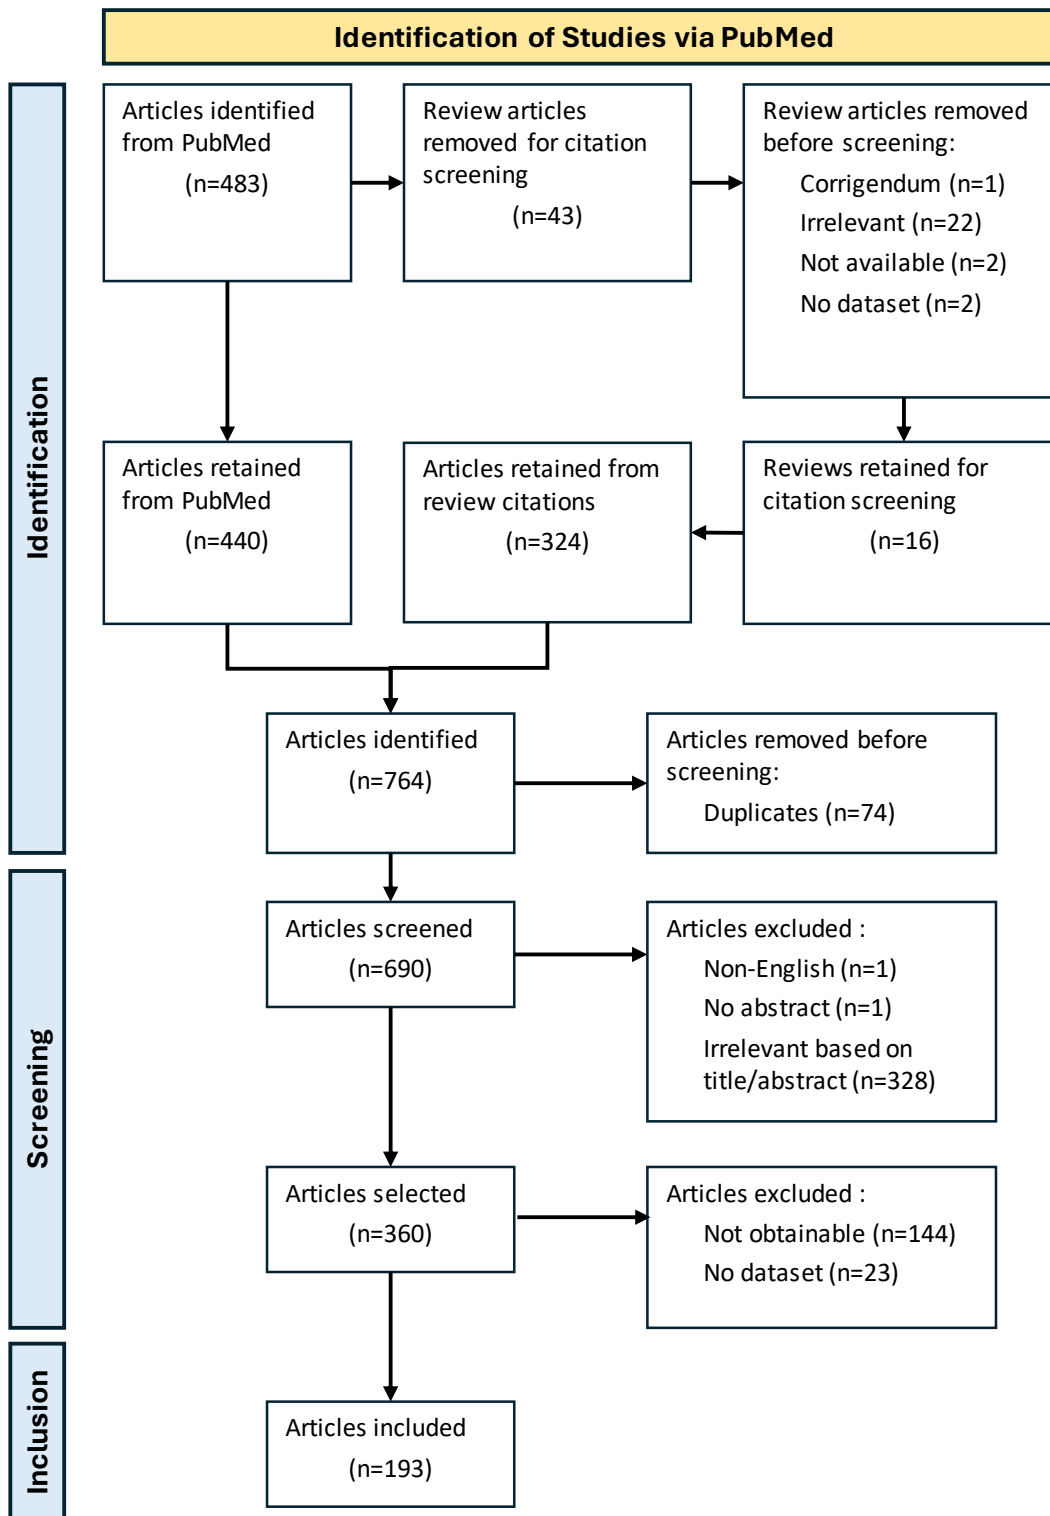 Identification of Studies via PubMed
Identification
Articles identified
from PubMed
(n=483)
Review articles
removed for citation
screening
(n=43)
Review articles removed
before screening:
Corrigendum (n=1)
Irrelevant (n=22)
Not available (n=2)
No dataset (n=2)
Articles retained
from PubMed
(n=440)
Articles retained from
review citations
(n=324)
Reviews retained for
citation screening
(n=16)
Articles identified
(n=764)
Articles removed before
screening:
Duplicates (n=74)
Screening
Articles screened
(n=690)
Articles excluded :
Non-English (n=1)
No abstract (n=1)
Irrelevant based on
title/abstract (n=328)
Articles selected
(n=360)
Articles excluded :
Not obtainable (n=144)
No dataset (n=23)
Inclusion
Articles included
(n=193)